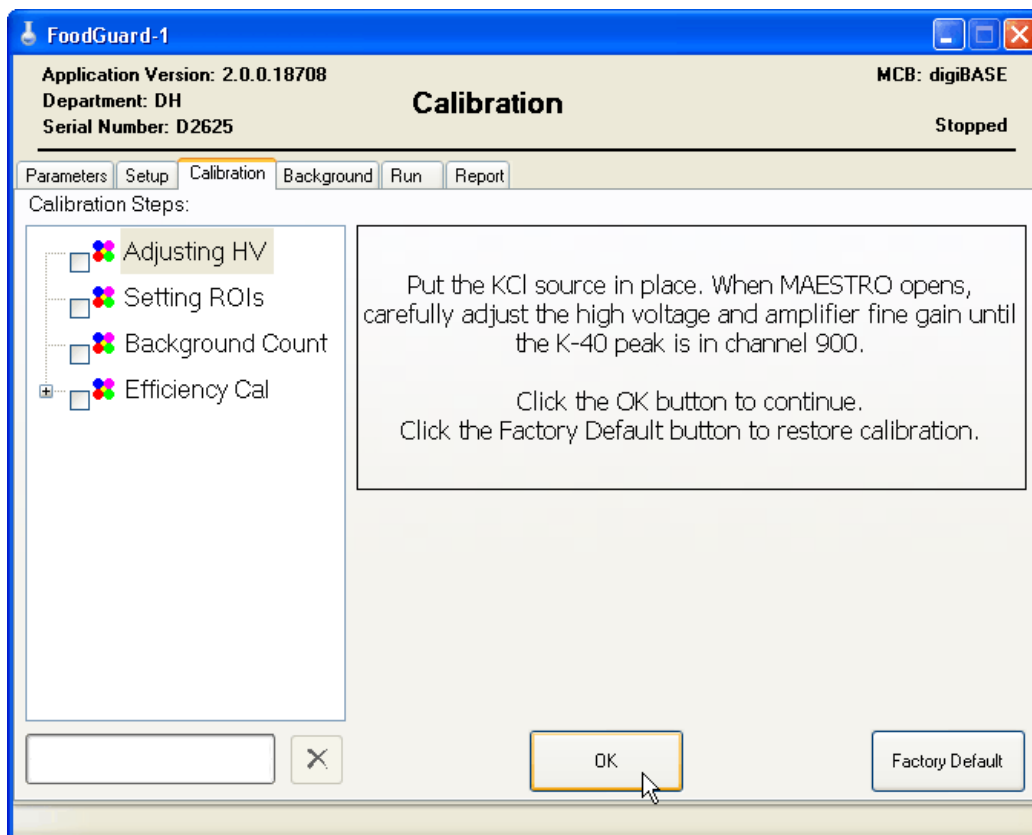 FoodGuard-1
Application Version: 2.0.0.18708
Department: DH
Serial Number: D2625
Calibration
MCB: digiBASE
Stopped
Parameters
Setup
Calibration
Background
Run
Report
Calibration Steps:
Adjusting HV
Setting ROIs
Background Count
Efficiency Cal
Put the KCl source in place. When MAESTRO opens,
carefully adjust the high voltage and amplifier fine gain until
the K-40 peak is in channel 900.
Click the OK button to continue.
Click the Factory Default button to restore calibration.
OK
Factory Default